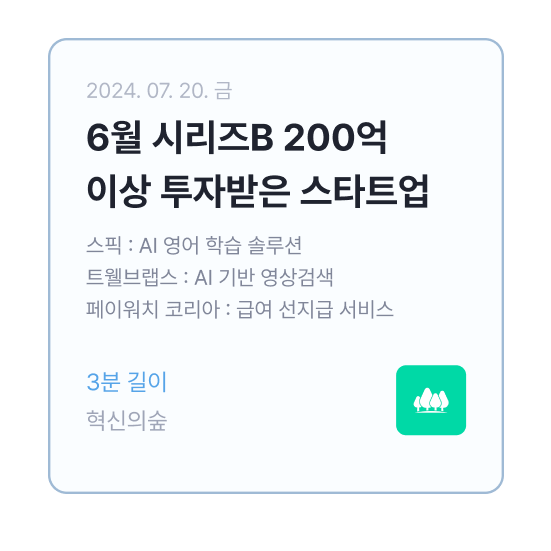 2024. 07. 20. 금
6월 시리즈B 200억
이상 투자받은 스타트업
스픽 : AI 영어 학습 솔루션
트웰브랩스 : AI 기반 영상검색
페이워치 코리아 : 급여 선지급 서비스
3분 길이
혁신의숲